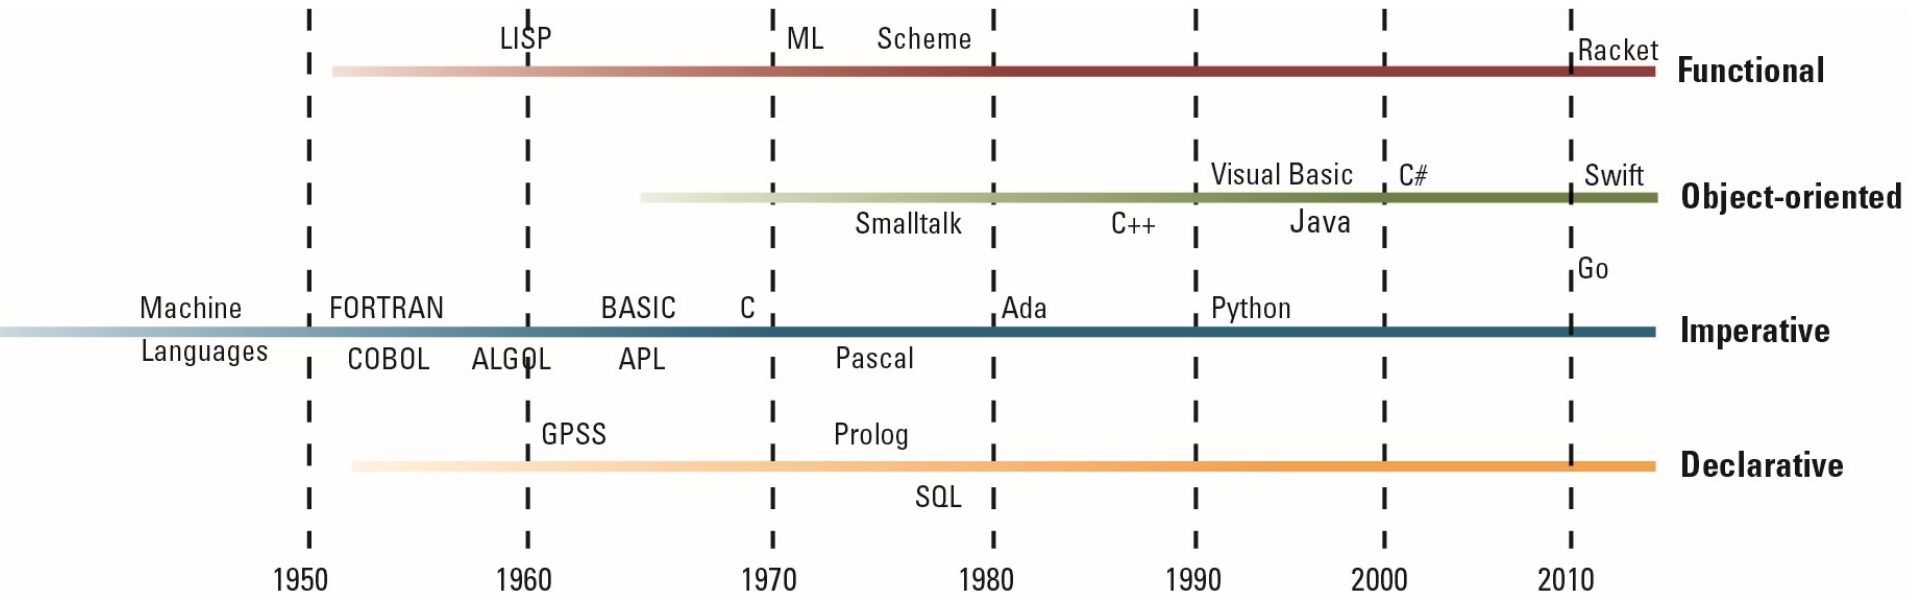 LISP ML Scheme Racket
Functional
Visual Basic C# Swift
Object-oriented
Smalltalk C++ Java
Go
Machine FORTRAN BASIC C Ada Python
Imperative
Languages COBOL ALGOL APL Pascal
GPSS Prolog
Declarative
SQL
1950 1960 1970 1980 1990 2000 2010